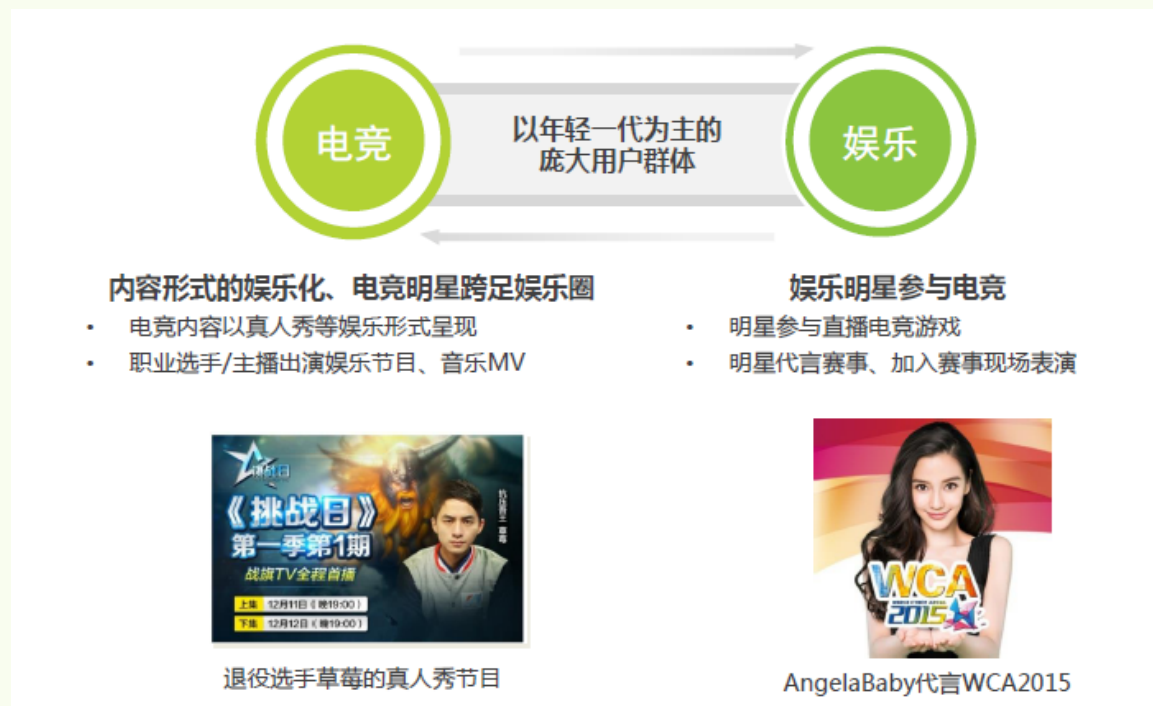 电竞
以年轻一代为主的
庞大用户群体
娱乐
内容形式的娱乐化、电竞明星跨足娱乐圈
• 电竞内容以真人秀等娱乐形式呈现
• 职业选手/主播出演娱乐节目、音乐MV
娱乐明星参与电竞
• 明星参与直播电竞游戏
• 明星代言赛事、加入赛事现场表演
挑战日
《挑战日》
第一季第1期
战旗TV全程首播
上集 12月11日(晚19:00)
下集 12月12日(晚19:00)
草莓
退役选手草莓的真人秀节目
WCA
2015
AngelaBaby代言WCA2015